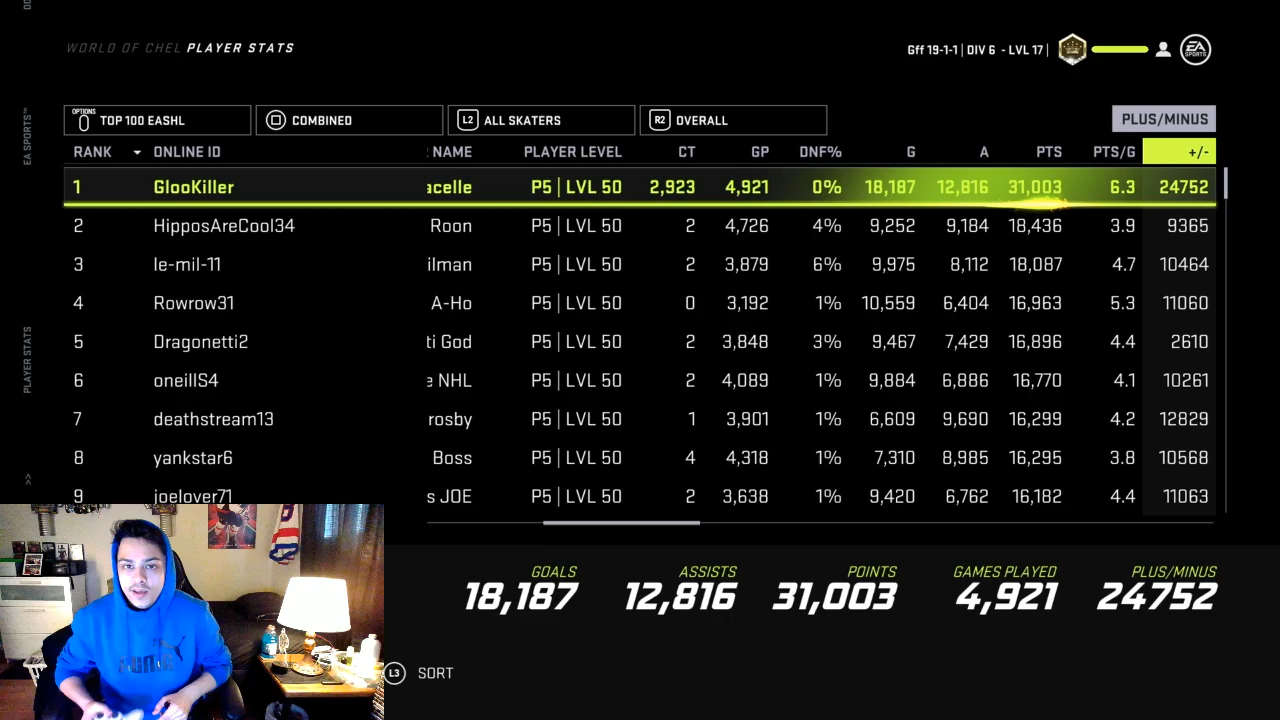 WORLD OF CHEL PLAYER STATS
Gff 19-1-1 | DIV 6 - LVL 17 |
EA SPORTS
EA SPORTS™
PLAYER STATS
>>
OPTIONS TOP 100 EASHL
COMBINED
L2 ALL SKATERS
R2 OVERALL
PLUS/MINUS
RANK ONLINE ID NAME PLAYER LEVEL CT GP DNF% G A PTS PTS/G +/-
1 GlooKiller acelle P5 | LVL 50 2,923 4,921 0% 18,187 12,816 31,003 6.3 24752
2 HipposAreCool34 Roon P5 | LVL 50 2 4,726 4% 9,252 9,184 18,436 3.9 9365
3 le-mil-11 ilman P5 | LVL 50 2 3,879 6% 9,975 8,112 18,087 4.7 10464
4 Rowrow31 A-Ho P5 | LVL 50 0 3,192 1% 10,559 6,404 16,963 5.3 11060
5 Dragonetti2 ti God P5 | LVL 50 2 3,848 3% 9,467 7,429 16,896 4.4 2610
6 oneillS4 e NHL P5 | LVL 50 2 4,089 1% 9,884 6,886 16,770 4.1 10261
7 deathstream13 rosby P5 | LVL 50 1 3,901 1% 6,609 9,690 16,299 4.2 12829
8 yankstar6 Boss P5 | LVL 50 4 4,318 1% 7,310 8,985 16,295 3.8 10568
9 joelover71 s JOE P5 | LVL 50 2 3,638 1% 9,420 6,762 16,182 4.4 11063
GOALS ASSISTS POINTS GAMES PLAYED PLUS/MINUS
18,187 12,816 31,003 4,921 24752
L3 SORT
PUMA